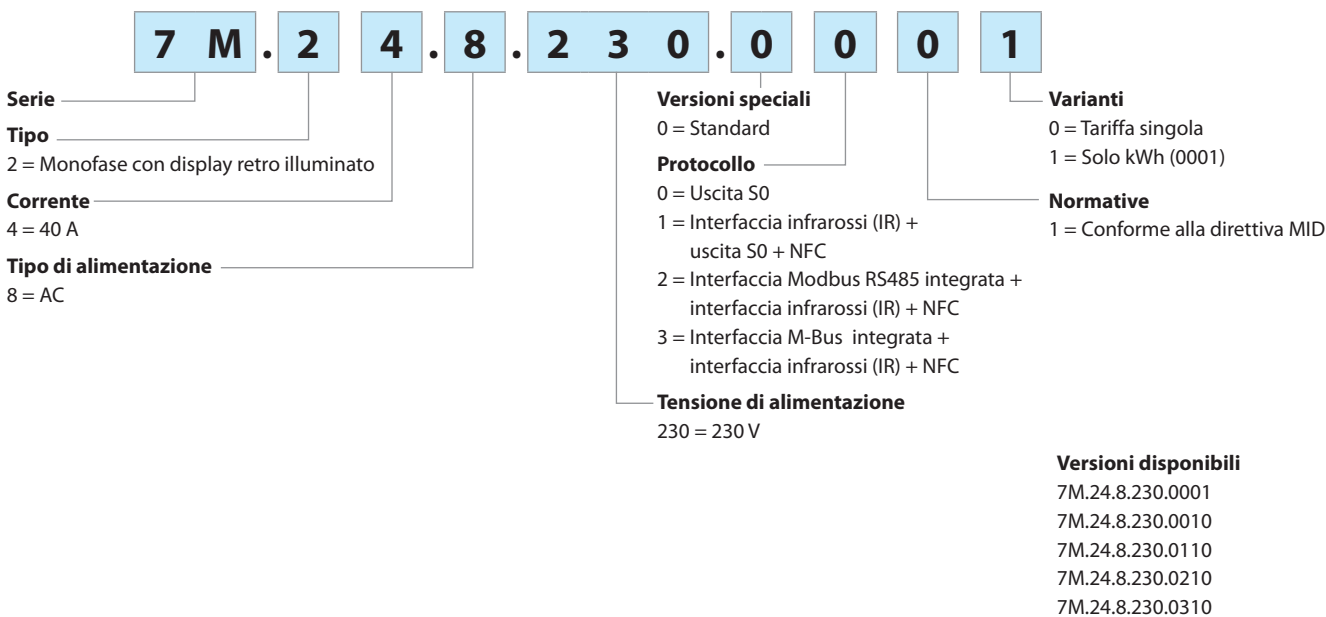 7 M . 2 4 . 8 . 2 3 0 . 0 0 0 1
Serie
Tipo
2 = Monofase con display retro illuminato
Corrente
4 = 40 A
Tipo di alimentazione
8 = AC
Versioni speciali
0 = Standard
Protocollo
0 = Uscita S0
1 = Interfaccia infrarossi (IR) +
uscita S0 + NFC
2 = Interfaccia Modbus RS485 integrata +
interfaccia infrarossi (IR) + NFC
3 = Interfaccia M-Bus integrata +
interfaccia infrarossi (IR) + NFC
Tensione di alimentazione
230 = 230 V
Varianti
0 = Tariffa singola
1 = Solo kWh (0001)
Normative
1 = Conforme alla direttiva MID
Versioni disponibili
7M.24.8.230.0001
7M.24.8.230.0010
7M.24.8.230.0110
7M.24.8.230.0210
7M.24.8.230.0310